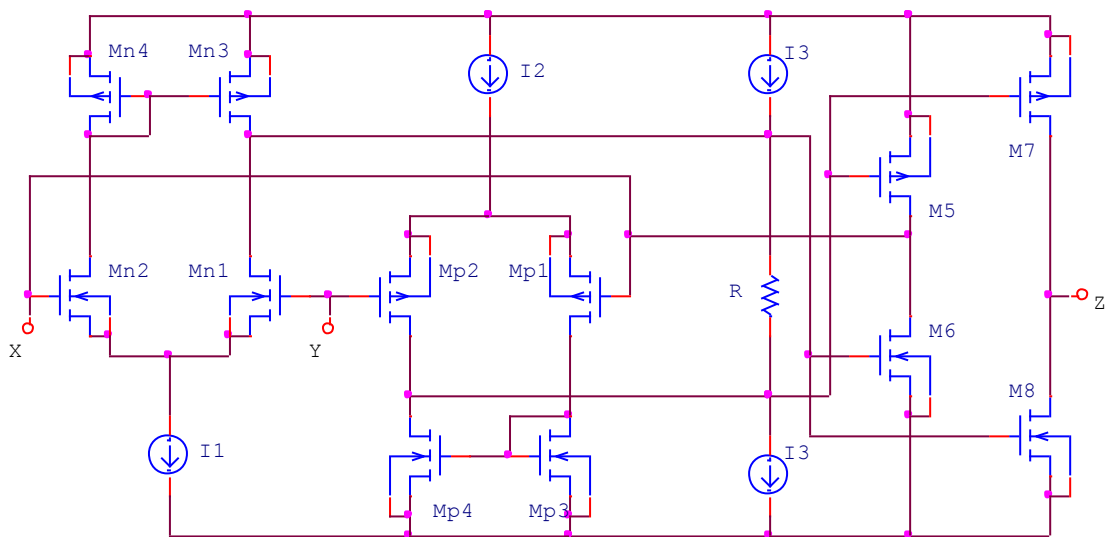 Mn4 Mn3 I2 I3
M7
M5
Mn2 Mn1 Mp2 Mp1
R
Z
X Y M6
M8
I1 I3
Mp4 Mp3